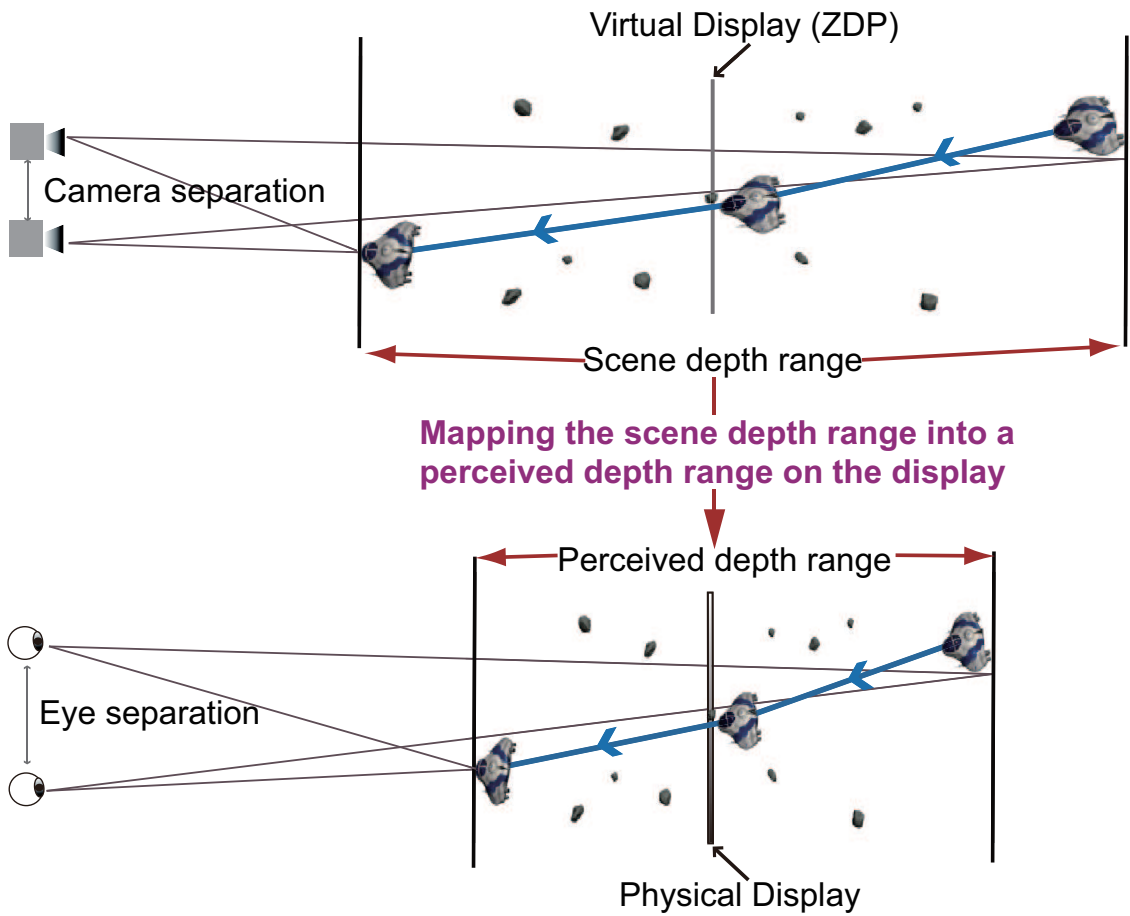 Virtual Display (ZDP)
Camera separation
Scene depth range
Mapping the scene depth range into a
perceived depth range on the display
Perceived depth range
Eye separation
Physical Display